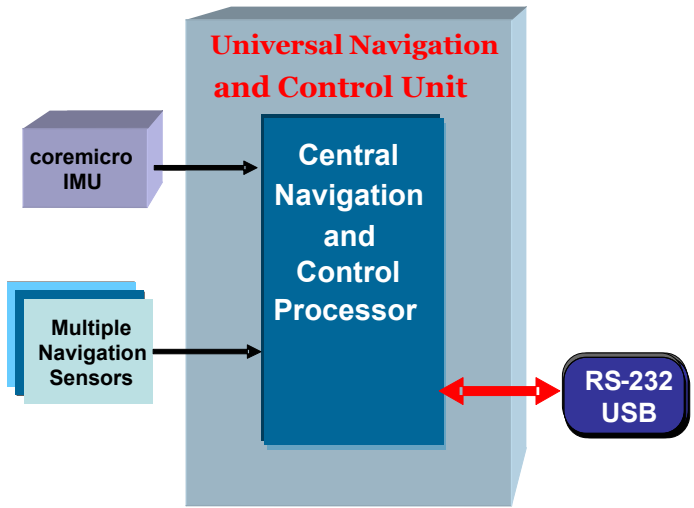 Universal Navigation
and Control Unit
coremicro
IMU
Central
Navigation
and
Control
Processor
Multiple
Navigation
Sensors
RS-232
USB